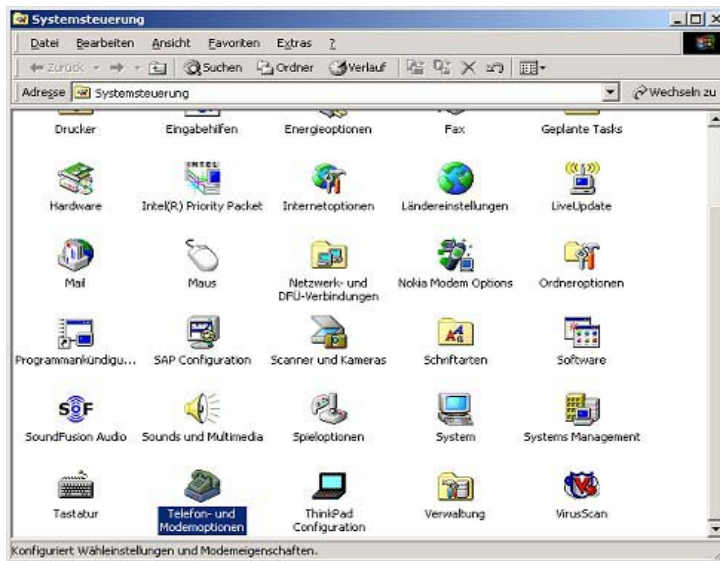 Systemsteuerung
Datei Bearbeiten Ansicht Favoriten Extras ?
Zurück Suchen Ordner Verlauf
Adresse Systemsteuerung Wechseln zu
Drucker Eingabehilfen Energieoptionen Fax Geplante Tasks
INTEL
Hardware Intel(R) Priority Packet Internetoptionen Ländereinstellungen LiveUpdate
Mail Maus Netzwerk- und DFÜ-Verbindungen Nokia Modem Options Ordneroptionen
Programmankündigu... SAP Configuration Scanner und Kameras Schriftarten Software
SoundFusion Audio Sounds und Multimedia Spieloptionen System Systems Management
Tastatur Telefon- und Modemoptionen ThinkPad Configuration Verwaltung VirusScan
Konfiguriert Wähleinstellungen und Modemeigenschaften.